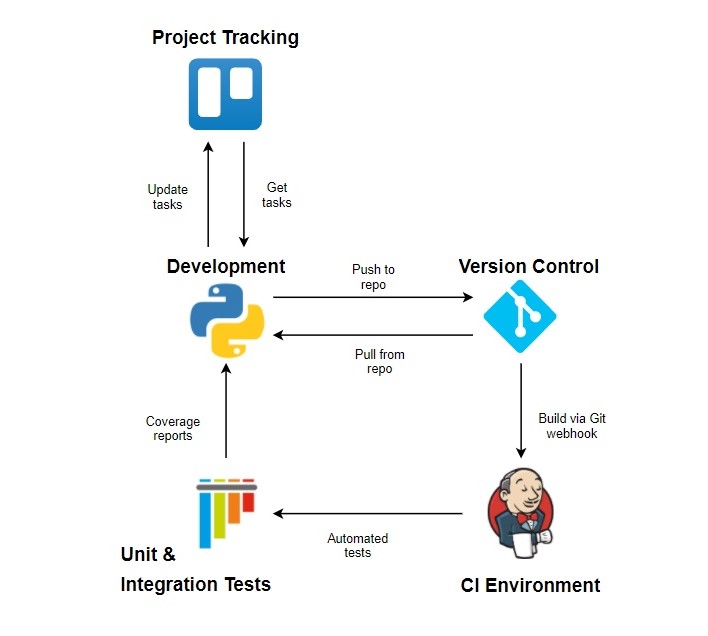 Project Tracking
Update
tasks
Get
tasks
Development
Push to
repo
Version Control
Pull from
repo
Coverage
reports
Build via Git
webhook
Unit &
Integration Tests
Automated
tests
CI Environment